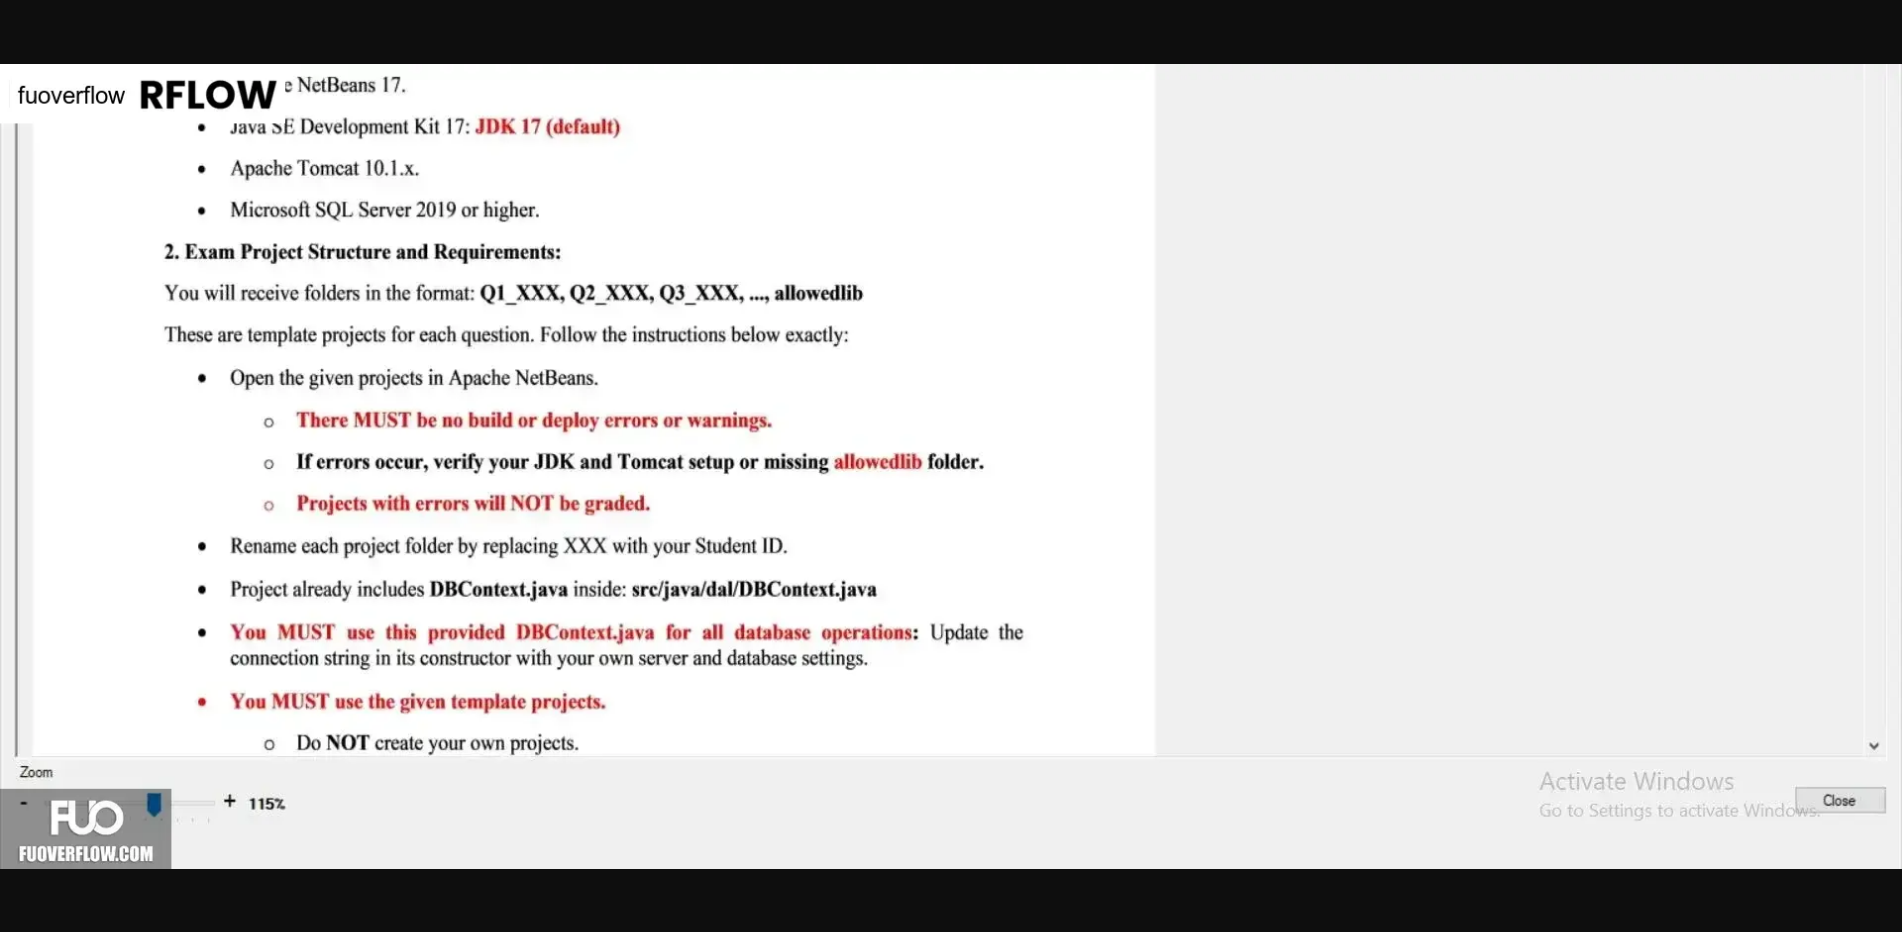 fuoverflow RFLOW e NetBeans 17.
Java SE Development Kit 17: JDK 17 (default)
Apache Tomcat 10.1.x.
Microsoft SQL Server 2019 or higher.
2. Exam Project Structure and Requirements:
You will receive folders in the format: Q1_XXX, Q2_XXX, Q3_XXX, ..., allowedlib
These are template projects for each question. Follow the instructions below exactly:
Open the given projects in Apache NetBeans.
There MUST be no build or deploy errors or warnings.
If errors occur, verify your JDK and Tomcat setup or missing allowedlib folder.
Projects with errors will NOT be graded.
Rename each project folder by replacing XXX with your Student ID.
Project already includes DBContext.java inside: src/java/dal/DBContext.java
You MUST use this provided DBContext.java for all database operations: Update the
connection string in its constructor with your own server and database settings.
You MUST use the given template projects.
Do NOT create your own projects.
Zoom
- + 115%
Activate Windows
Go to Settings to activate Windows.
Close
FUO
FUOVERFLOW.COM